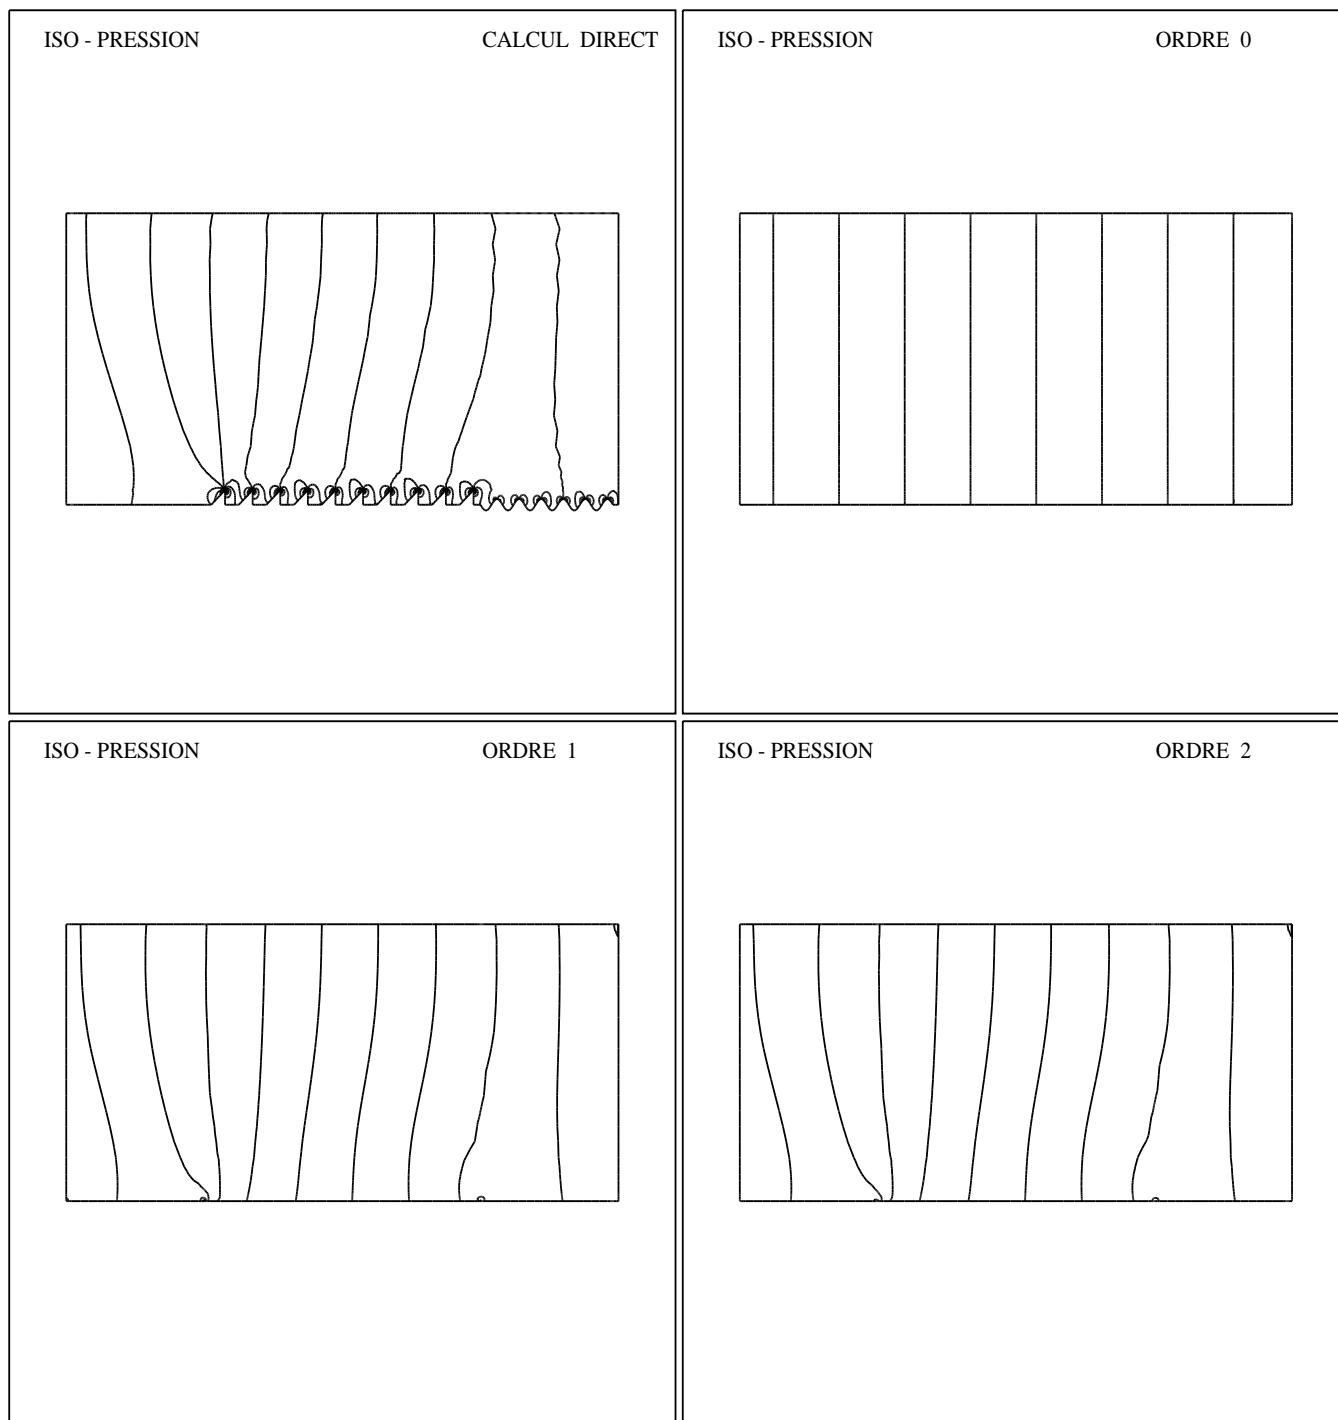 ISO - PRESSION CALCUL DIRECT
ISO - PRESSION ORDRE 0
ISO - PRESSION ORDRE 1
ISO - PRESSION ORDRE 2